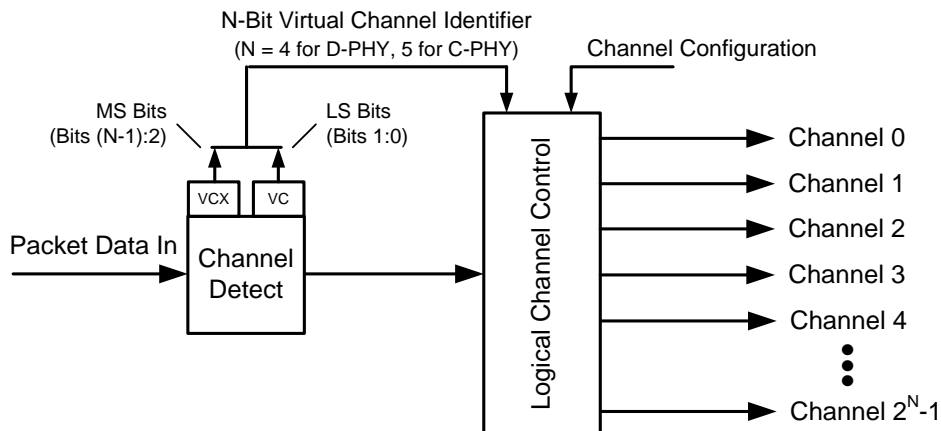 N-Bit Virtual Channel Identifier
(N = 4 for D-PHY, 5 for C-PHY)
Channel Configuration
MS Bits
(Bits (N-1):2)
LS Bits
(Bits 1:0)
VCX
VC
Packet Data In
Channel
Detect
Logical Channel Control
Channel 0
Channel 1
Channel 2
Channel 3
Channel 4
Channel 2^N-1